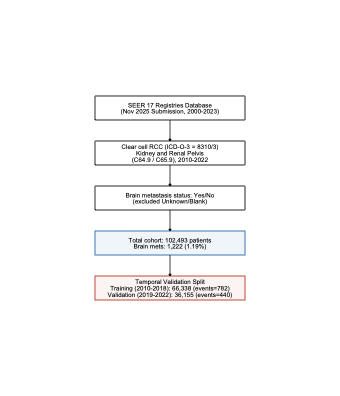 SEER 17 Registries Database
(Nov 2025 Submission, 2000-2023)
Clear cell RCC (ICD-O-3 = 8310/3)
Kidney and Renal Pelvis
(C64.9 / C65.9), 2010-2022
Brain metastasis status: Yes/No
(excluded Unknown/Blank)
Total cohort: 102,493 patients
Brain mets: 1,222 (1.19%)
Temporal Validation Split
Training (2010-2018): 66,338 (events=782)
Validation (2019-2022): 36,155 (events=440)